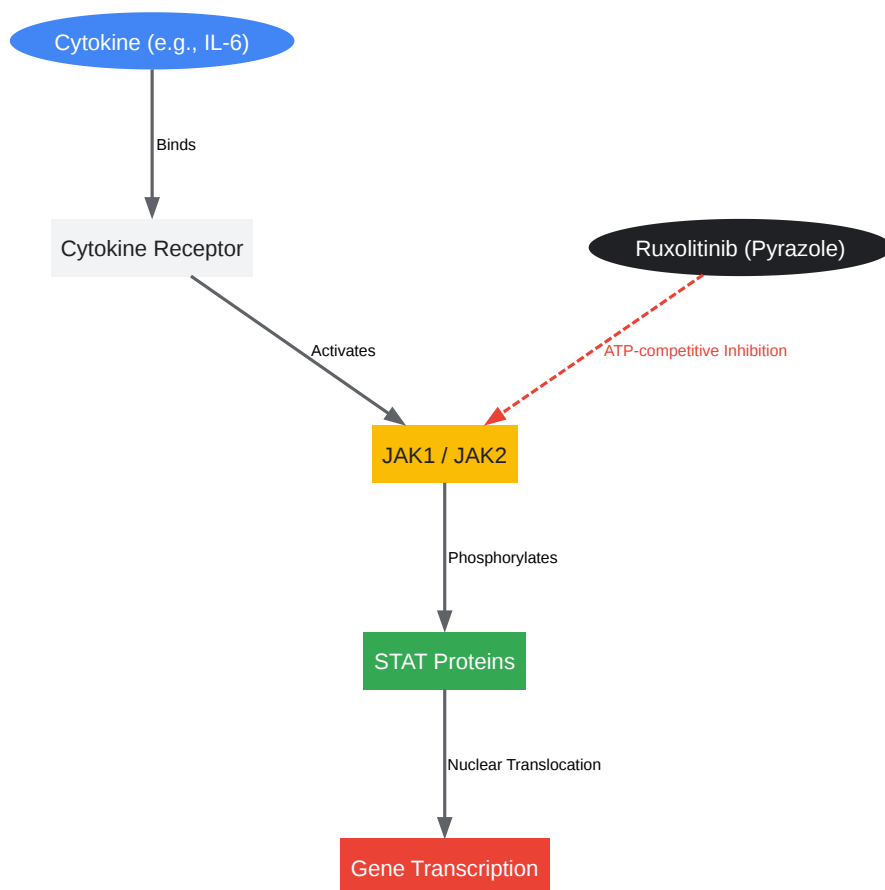 Cytokine (e.g., IL-6)
Binds
Cytokine Receptor
Ruxolitinib (Pyrazole)
Activates
ATP-competitive Inhibition
JAK1 / JAK2
Phosphorylates
STAT Proteins
Nuclear Translocation
Gene Transcription